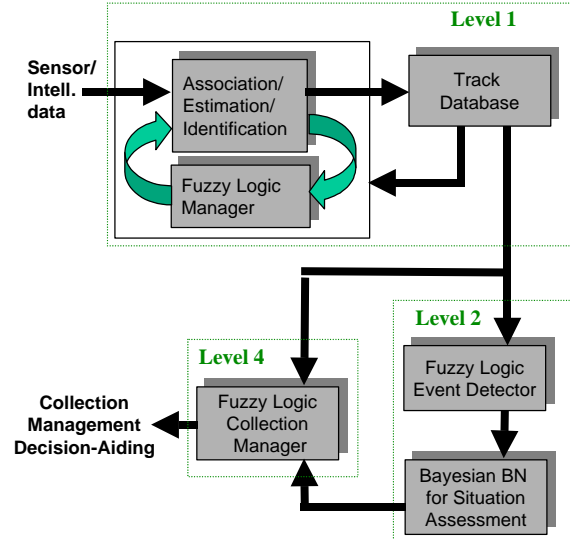 Level 1
Sensor/
Intell.
data
Association/
Estimation/
Identification
Track
Database
Fuzzy Logic
Manager
Level 2
Level 4
Fuzzy Logic
Event Detector
Collection
Management
Decision-Aiding
Fuzzy Logic
Collection
Manager
Bayesian BN
for Situation
Assessment